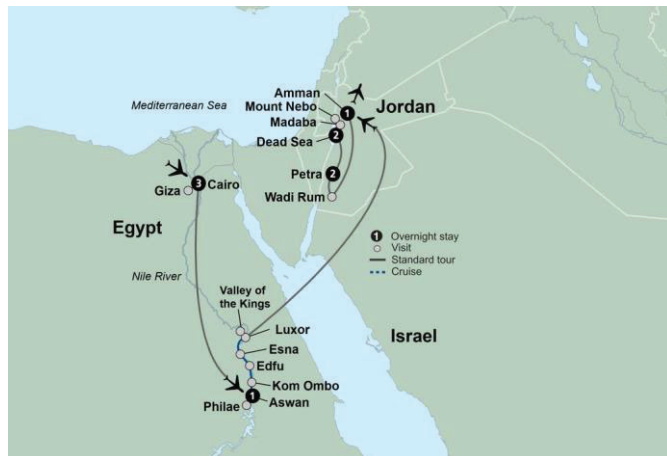 Mediterranean Sea
Amman
Mount Nebo
Madaba
Dead Sea
1
Jordan
2
Petra
2
Wadi Rum
Giza
3
Cairo
Egypt
Nile River
1 Overnight stay
Visit
Standard tour
Cruise
Valley of
the Kings
Luxor
Esna
Israel
Edfu
Kom Ombo
Philae
1
Aswan